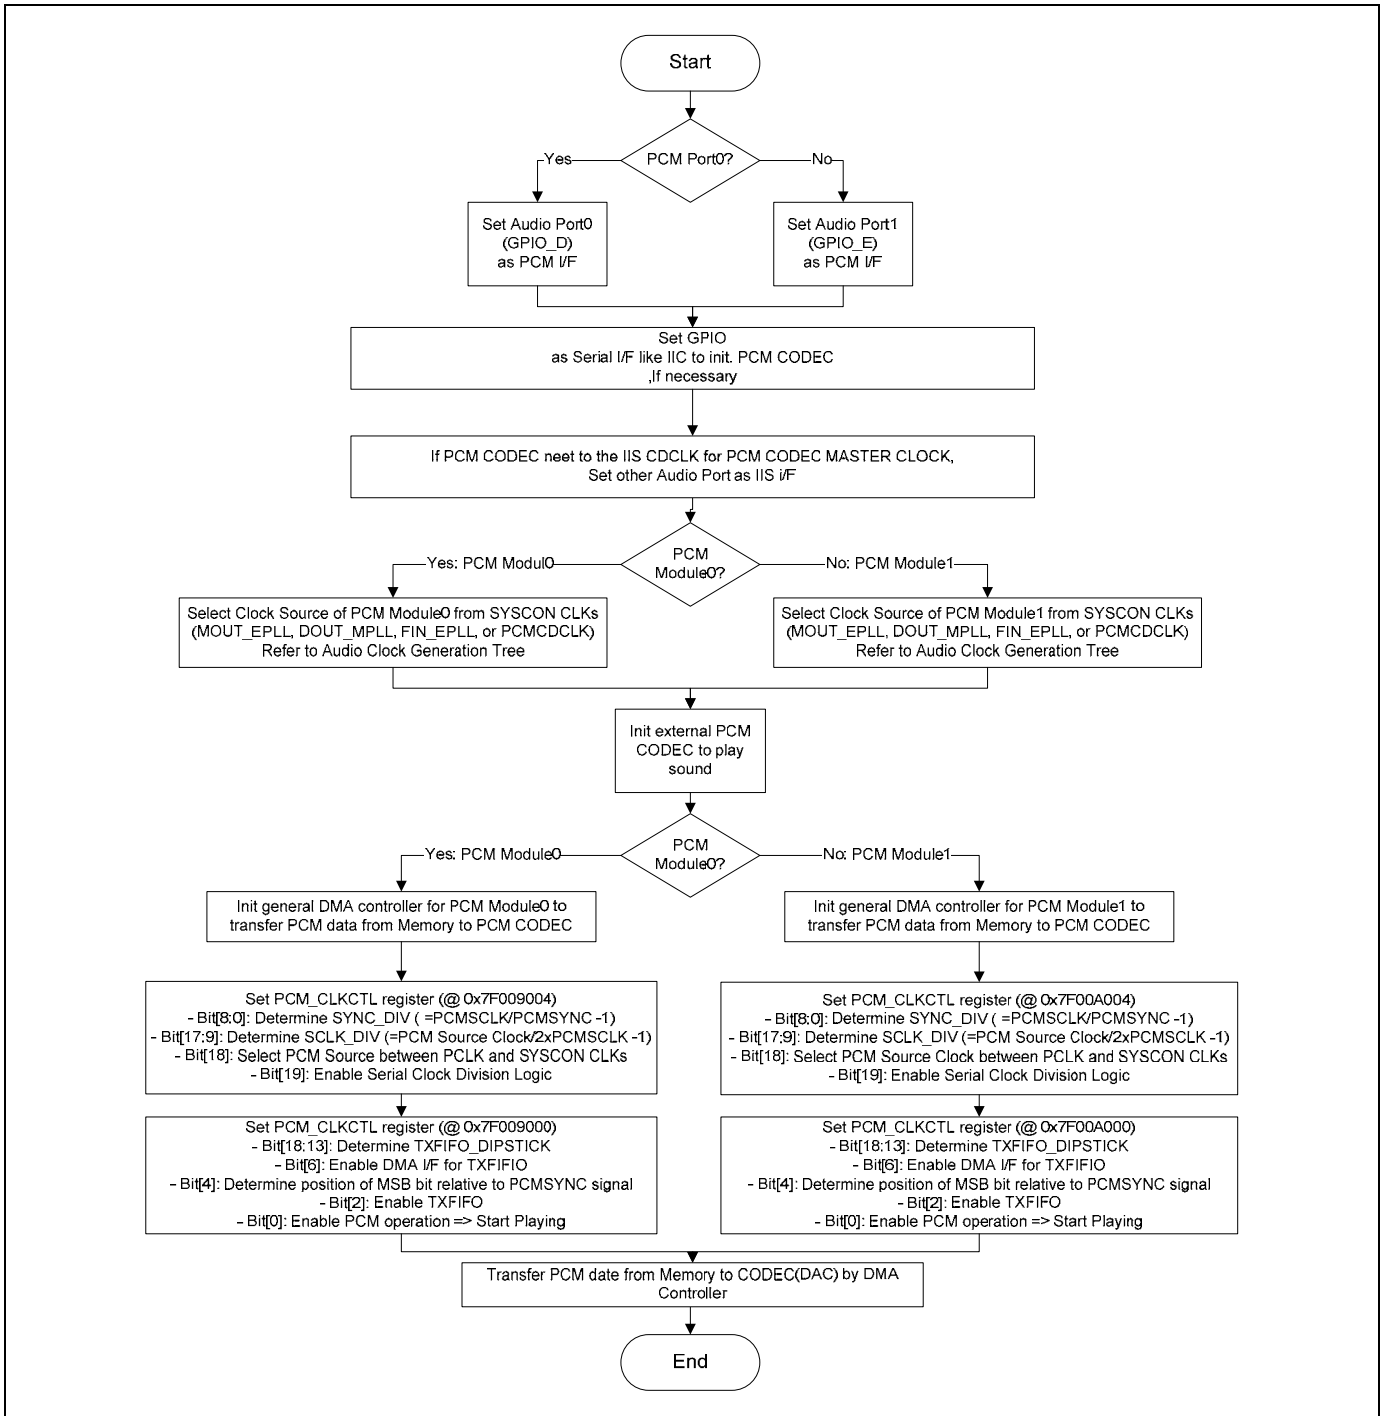 Start
PCM Port0?
Yes
No
Set Audio Port0
(GPIO_D)
as PCM I/F
Set Audio Port1
(GPIO_E)
as PCM I/F
Set GPIO
as Serial I/F like IIC to init. PCM CODEC
,If necessary
If PCM CODEC neet to the IIS CDCLK for PCM CODEC MASTER CLOCK,
Set other Audio Port as IIS i/F
PCM
Module0?
Yes: PCM Modul0
No: PCM Module1
Select Clock Source of PCM Module0 from SYSCON CLKs
(MOUT_EPLL, DOUT_MPLL, FIN_EPLL, or PCMCDCLK)
Refer to Audio Clock Generation Tree
Select Clock Source of PCM Module1 from SYSCON CLKs
(MOUT_EPLL, DOUT_MPLL, FIN_EPLL, or PCMCDCLK)
Refer to Audio Clock Generation Tree
Init external PCM
CODEC to play
sound
PCM
Module0?
Yes: PCM Module0
No: PCM Module1
Init general DMA controller for PCM Module0 to
transfer PCM data from Memory to PCM CODEC
Init general DMA controller for PCM Module1 to
transfer PCM data from Memory to PCM CODEC
Set PCM_CLKCTL register (@ 0x7F009004)
- Bit[8:0]: Determine SYNC_DIV ( =PCMSCLK/PCMSYNC -1)
- Bit[17:9]: Determine SCLK_DIV (=PCM Source Clock/2xPCMSCLK -1)
- Bit[18]: Select PCM Source between PCLK and SYSCON CLKs
- Bit[19]: Enable Serial Clock Division Logic
Set PCM_CLKCTL register (@ 0x7F00A004)
- Bit[8:0]: Determine SYNC_DIV ( =PCMSCLK/PCMSYNC -1)
- Bit[17:9]: Determine SCLK_DIV (=PCM Source Clock/2xPCMSCLK -1)
- Bit[18]: Select PCM Source Clock between PCLK and SYSCON CLKs
- Bit[19]: Enable Serial Clock Division Logic
Set PCM_CLKCTL register (@ 0x7F009000)
- Bit[18:13]: Determine TXFIFO_DIPSTICK
- Bit[6]: Enable DMA I/F for TXFIFIO
- Bit[4]: Determine position of MSB bit relative to PCMSYNC signal
- Bit[2]: Enable TXFIFO
- Bit[0]: Enable PCM operation => Start Playing
Set PCM_CLKCTL register (@ 0x7F00A000)
- Bit[18:13]: Determine TXFIFO_DIPSTICK
- Bit[6]: Enable DMA I/F for TXFIFIO
- Bit[4]: Determine position of MSB bit relative to PCMSYNC signal
- Bit[2]: Enable TXFIFO
- Bit[0]: Enable PCM operation => Start Playing
Transfer PCM date from Memory to CODEC(DAC) by DMA
Controller
End